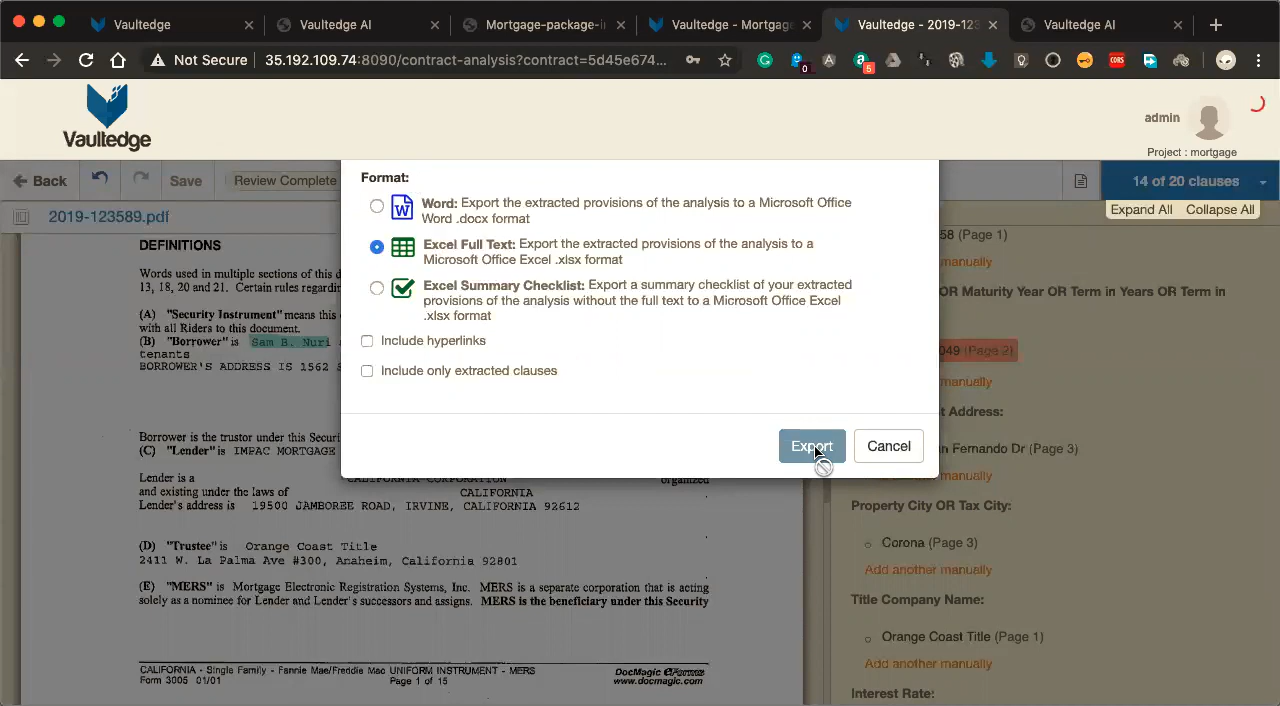 Vaultedge
Vaultedge AI
Mortgage-package-i
Vaultedge - Mortgag
Vaultedge - 2019-123
Vaultedge AI
Not Secure
35.192.109.74:8090/contract-analysis?contract=5d45e674...
0
6
CORS
Vaultedge
admin
Project : mortgage
Back
Save
Review Complete
14 of 20 clauses
2019-123589.pdf
Expand All Collapse All
Format:
Word: Export the extracted provisions of the analysis to a Microsoft Office
Word .docx format
Excel Full Text: Export the extracted provisions of the analysis to a
Microsoft Office Excel .xlsx format
Excel Summary Checklist: Export a summary checklist of your extracted
provisions of the analysis without the full text to a Microsoft Office Excel
.xlsx format
Include hyperlinks
Include only extracted clauses
Export
Cancel
DEFINITIONS
Words used in multiple sections of this d
13, 18, 20 and 21. Certain rules regardin
(A) "Security Instrument" means this
with all Riders to this document.
(B) "Borrower" is Sam B. Nuri
tenants
BORROWER'S ADDRESS IS 1562
Borrower is the trustor under this Securi
(C) "Lender" is IMPAC MORTGAGE
Lender is a CALIFORNIA CORPORATION organized
and existing under the laws of CALIFORNIA
Lender's address is 19500 JAMBOREE ROAD, IRVINE, CALIFORNIA 92612
(D) "Trustee" is Orange Coast Title
2411 W. La Palma Ave #300, Anaheim, California 92801
(E) "MERS" is Mortgage Electronic Registration Systems, Inc. MERS is a separate corporation that is acting
solely as a nominee for Lender and Lender's successors and assigns. MERS is the beneficiary under this Security
CALIFORNIA - Single Family - Fannie Mae/Freddie Mac UNIFORM INSTRUMENT - MERS
Form 3005 01/01
Page 1 of 15
DocMagic
www.docmagic.com
58 (Page 1)
manually
OR Maturity Year OR Term in Years OR Term in
049 (Page 2)
manually
Address:
n Fernando Dr (Page 3)
manually
Property City OR Tax City:
Corona (Page 3)
Add another manually
Title Company Name:
Orange Coast Title (Page 1)
Add another manually
Interest Rate: